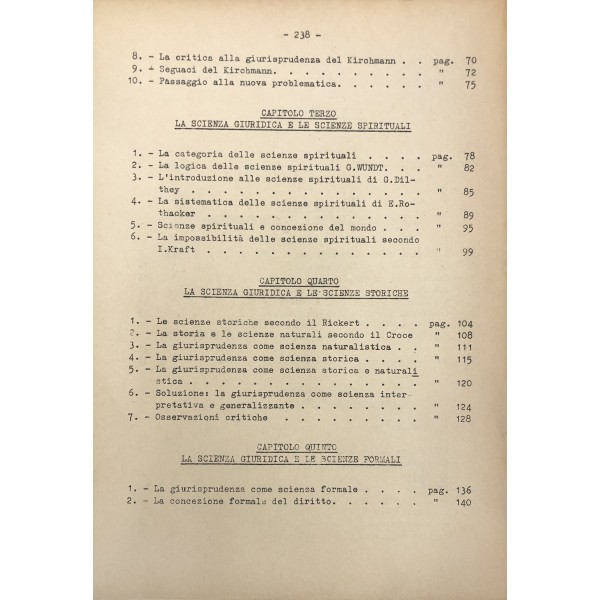 - 238 -
8. - La critica alla giurisprudenza del Kirchmann . . pag. 70
9. - Seguaci del Kirchmann. . . . . . . . . . " 72
10. - Passaggio alla nuova problematica. . . . . . " 75
CAPITOLO TERZO
LA SCIENZA GIURIDICA E LE SCIENZE SPIRITUALI
1. - La categoria delle scienze spirituali . . . . pag. 78
2. - La logica delle scienze spirituali G.WUNDT. . . " 82
3. - L'introduzione alle scienze spirituali di G.Dil-
they . . . . . . . . . . . . . . " 85
4. - La sistematica delle scienze spirituali di E.Ro-
thacker . . . . . . . . . . . . . " 89
5. - Scienze spirituali e concezione del mondo . . . " 95
6. - La impossibilità delle scienze spirituali secondo
I.Kraft . . . . . . . . . . . . . " 99
CAPITOLO QUARTO
LA SCIENZA GIURIDICA E LE SCIENZE STORICHE
1. - Le scienze storiche secondo il Rickert . . . . pag. 104
2. - La storia e le scienze naturali secondo il Croce " 108
3. - La giurisprudenza come scienza naturalistica . . " 111
4. - La giurisprudenza come scienza storica . . . . " 115
5. - La giurisprudenza come scienza storica e naturali
stica . . . . . . . . . . . . . . " 120
6. - Soluzione: la giurisprudenza come scienza inter-
pretativa e generalizzante . . . . . . . " 124
7. - Osservazioni critiche . . . . . . . . . " 128
CAPITOLO QUINTO
LA SCIENZA GIURIDICA E LE SCIENZE FORMALI
1. - La giurisprudenza come scienza formale . . . . pag. 136
2. - La concezione formale del diritto. . . . . . " 140